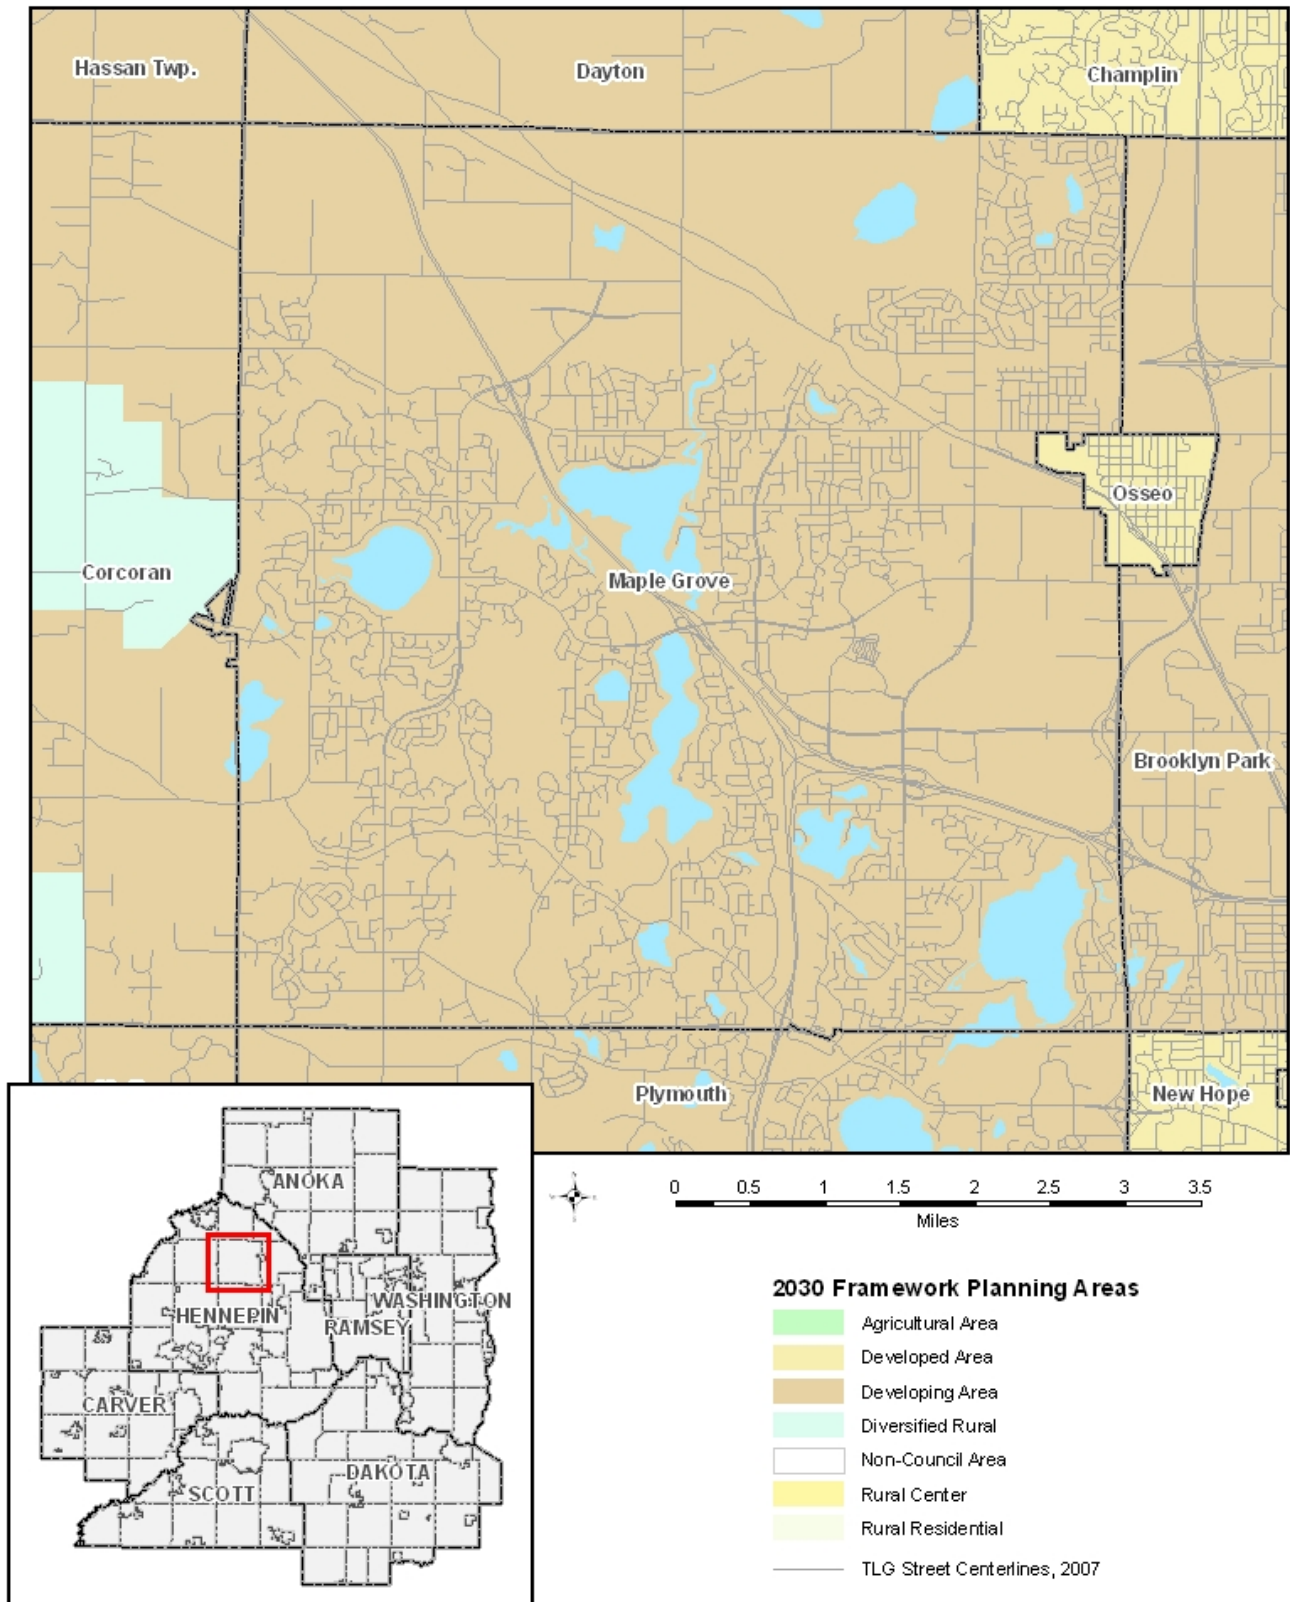 Hassan Twp.
Dayton
Champlin
Osseo
Corcoran
Maple Grove
Brooklyn Park
Plymouth
New Hope
ANOKA
HENNEPIN
WASHINGTON
RAMSEY
CARVER
SCOTT
DAKOTA
0 0.5 1 1.5 2 2.5 3 3.5
Miles
2030 Framework Planning Areas
Agricultural Area
Developed Area
Developing Area
Diversified Rural
Non-Council Area
Rural Center
Rural Residential
TLG Street Centerlines, 2007